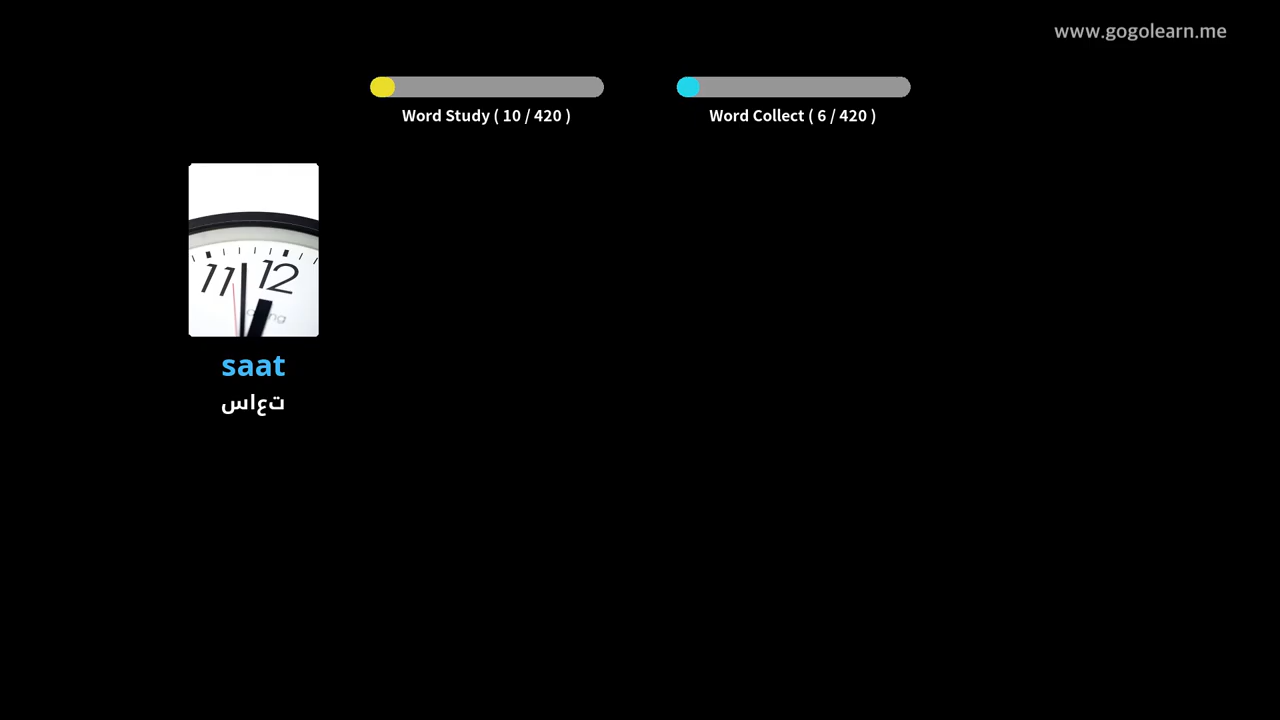 www.gogolearn.me
Word Study ( 10 / 420 )
Word Collect ( 6 / 420 )
11 12
saat
تعاس